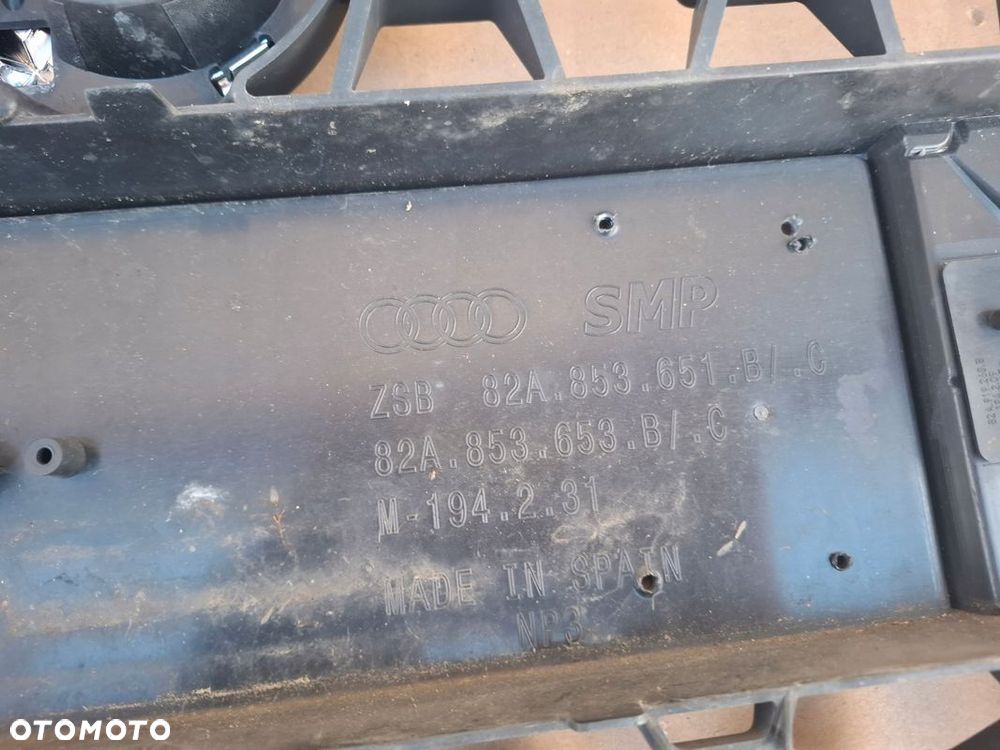 SMP
ZSB 82A.853.651.B/.C
82A.853.653.B/.C
M-194.2.31
MADE IN SPAIN
NP3
OTOMOTO